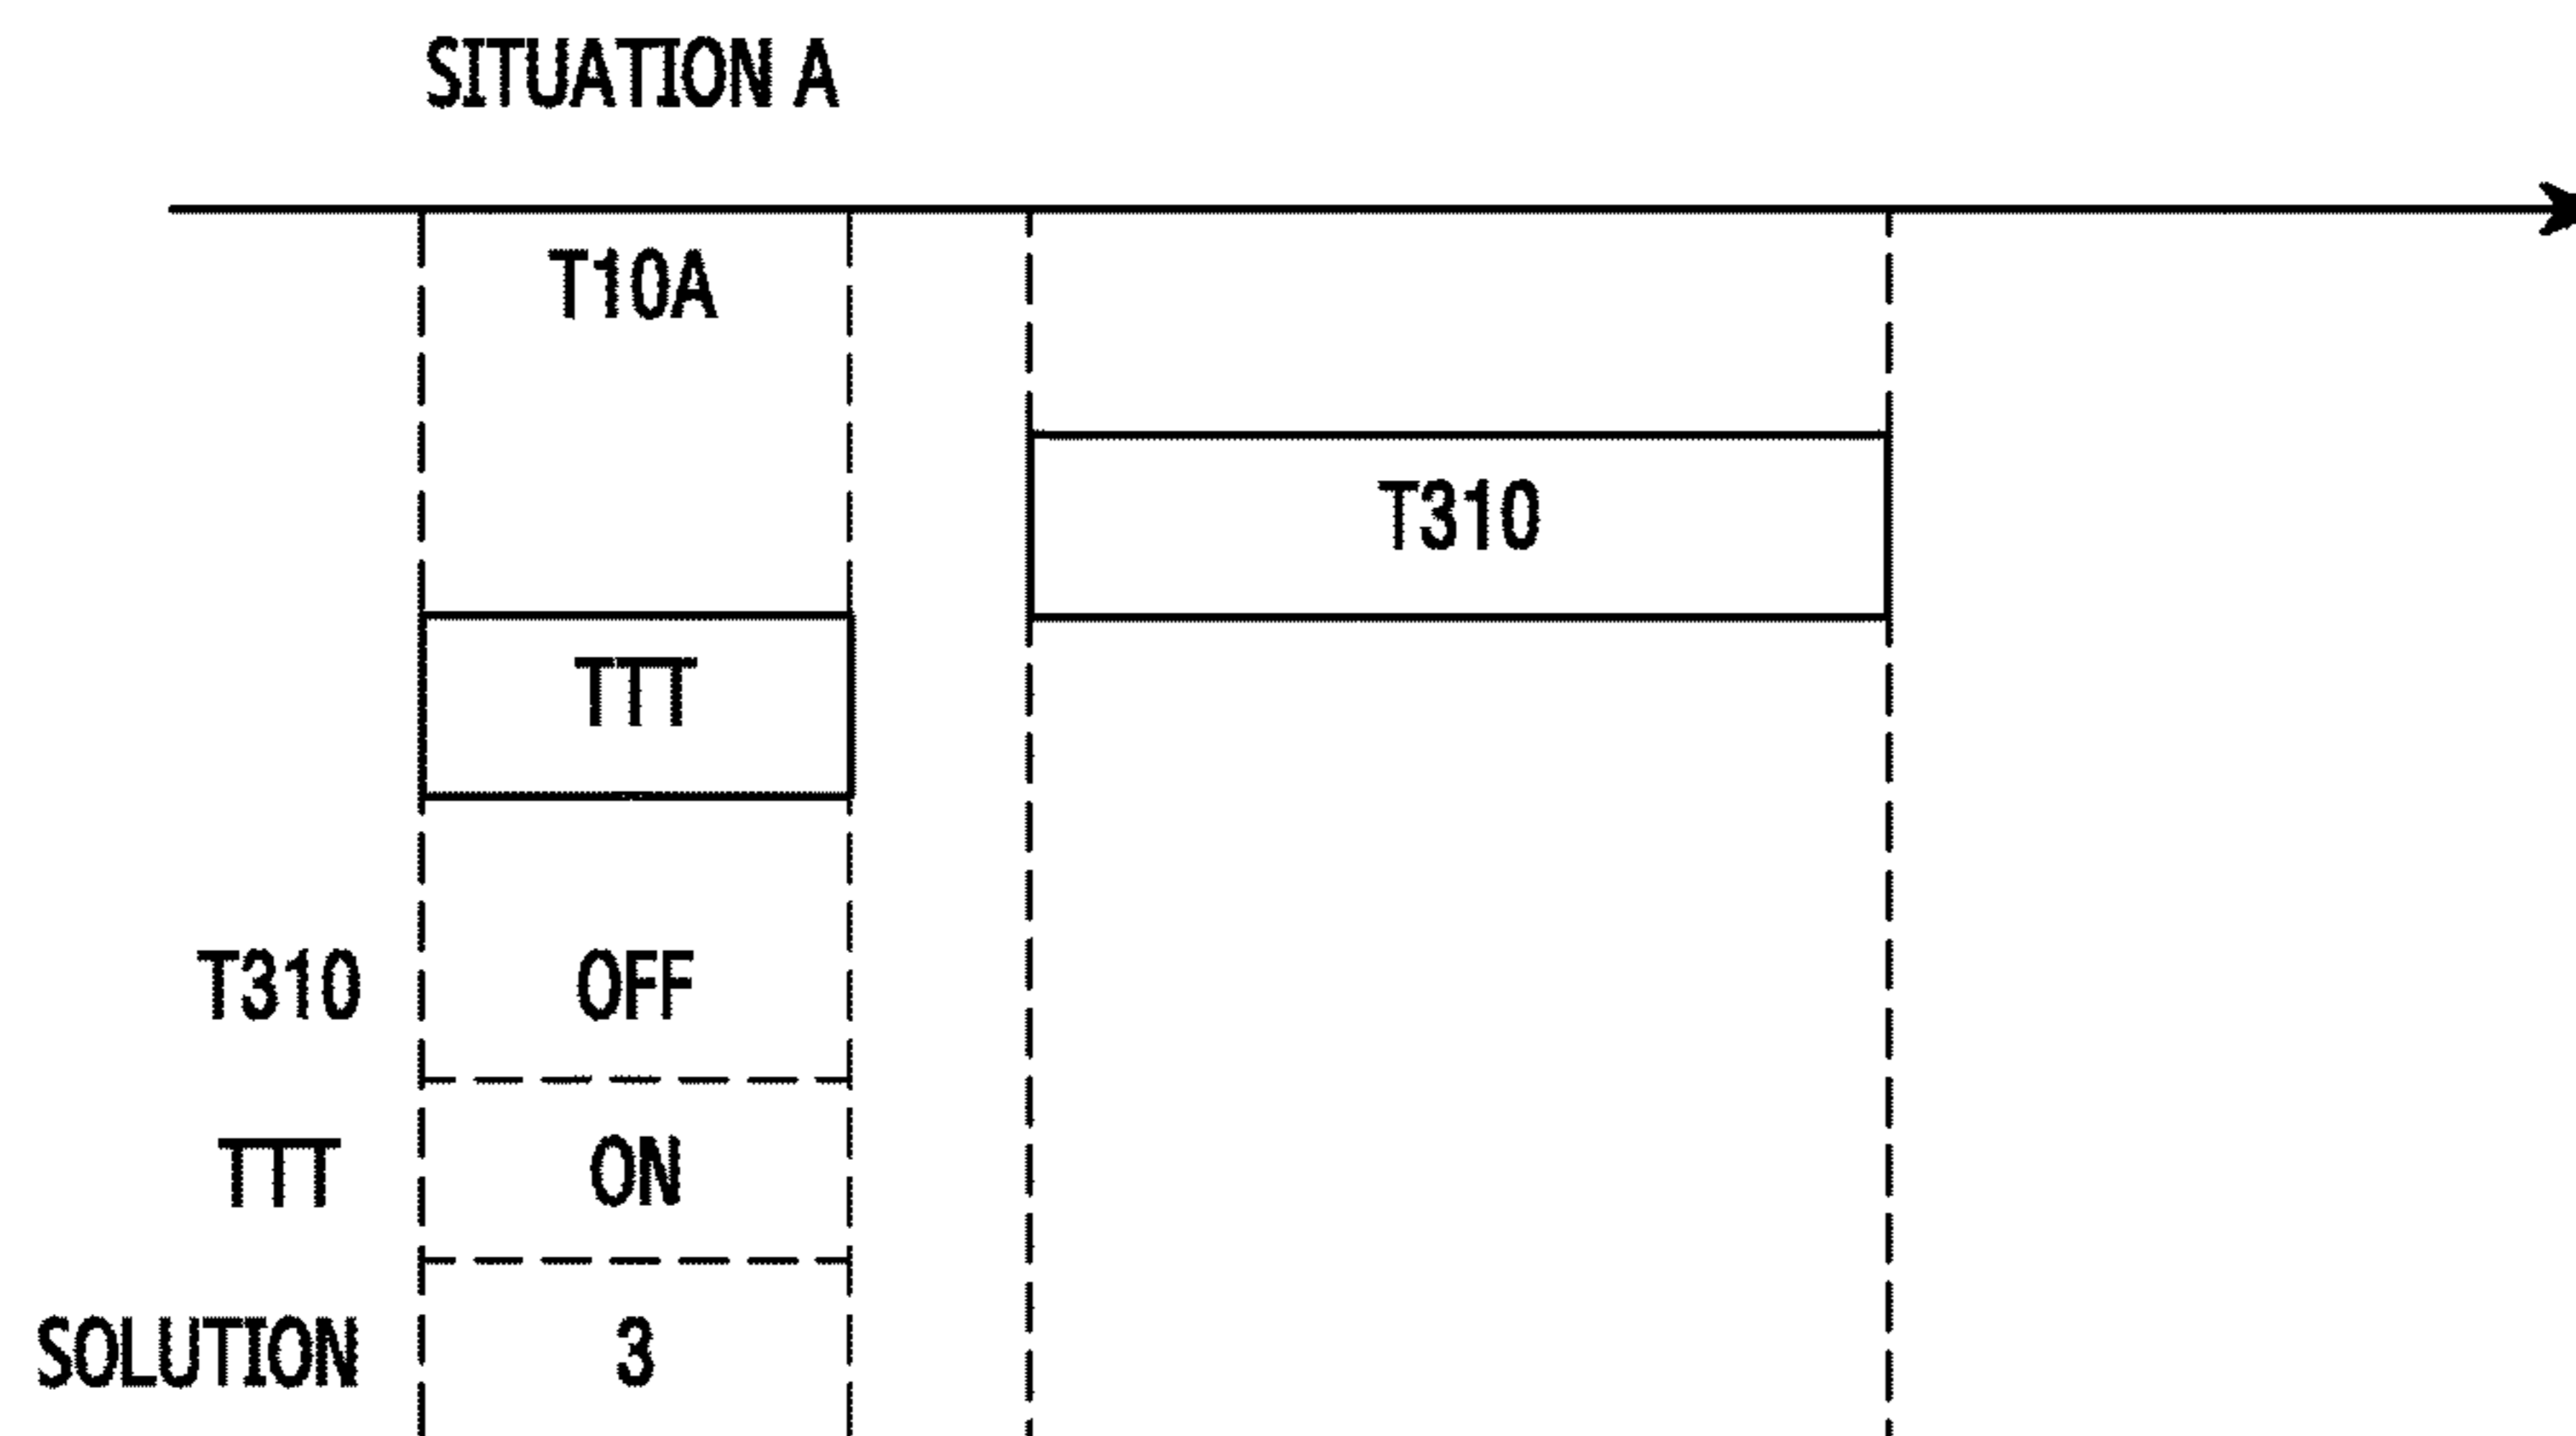 SITUATION A
T10A
T310
TTT
T310 OFF
TTT ON
SOLUTION 3